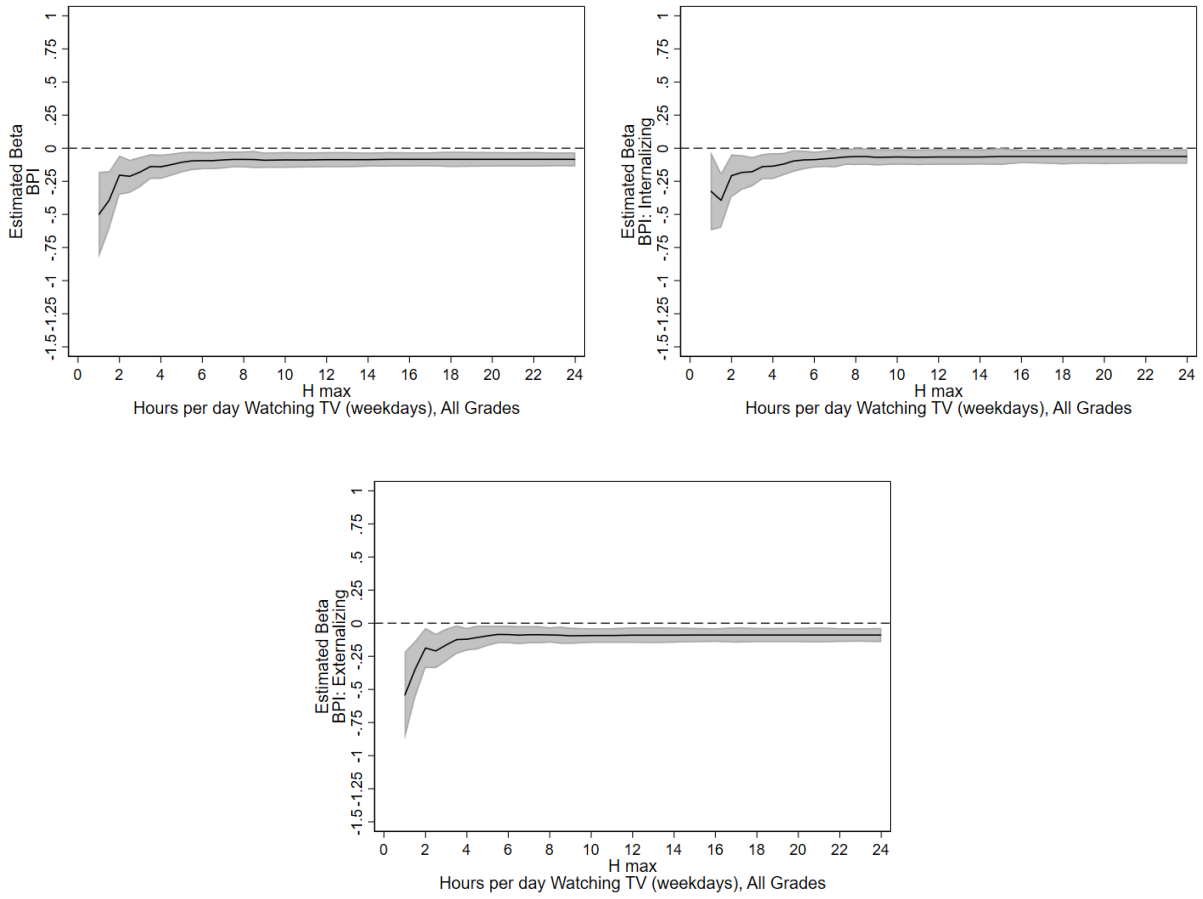 Estimated Beta
BPI
1
.75
.5
.25
0
-.25
-.5
-.75
-1
-1.25
-1.5
0 2 4 6 8 10 12 14 16 18 20 22 24
H max
Hours per day Watching TV (weekdays), All Grades
Estimated Beta
BPI: Internalizing
1
.75
.5
.25
0
-.25
-.5
-.75
-1
-1.25
-1.5
0 2 4 6 8 10 12 14 16 18 20 22 24
H max
Hours per day Watching TV (weekdays), All Grades
Estimated Beta
BPI: Externalizing
1
.75
.5
.25
0
-.25
-.5
-.75
-1
-1.25
-1.5
0 2 4 6 8 10 12 14 16 18 20 22 24
H max
Hours per day Watching TV (weekdays), All Grades